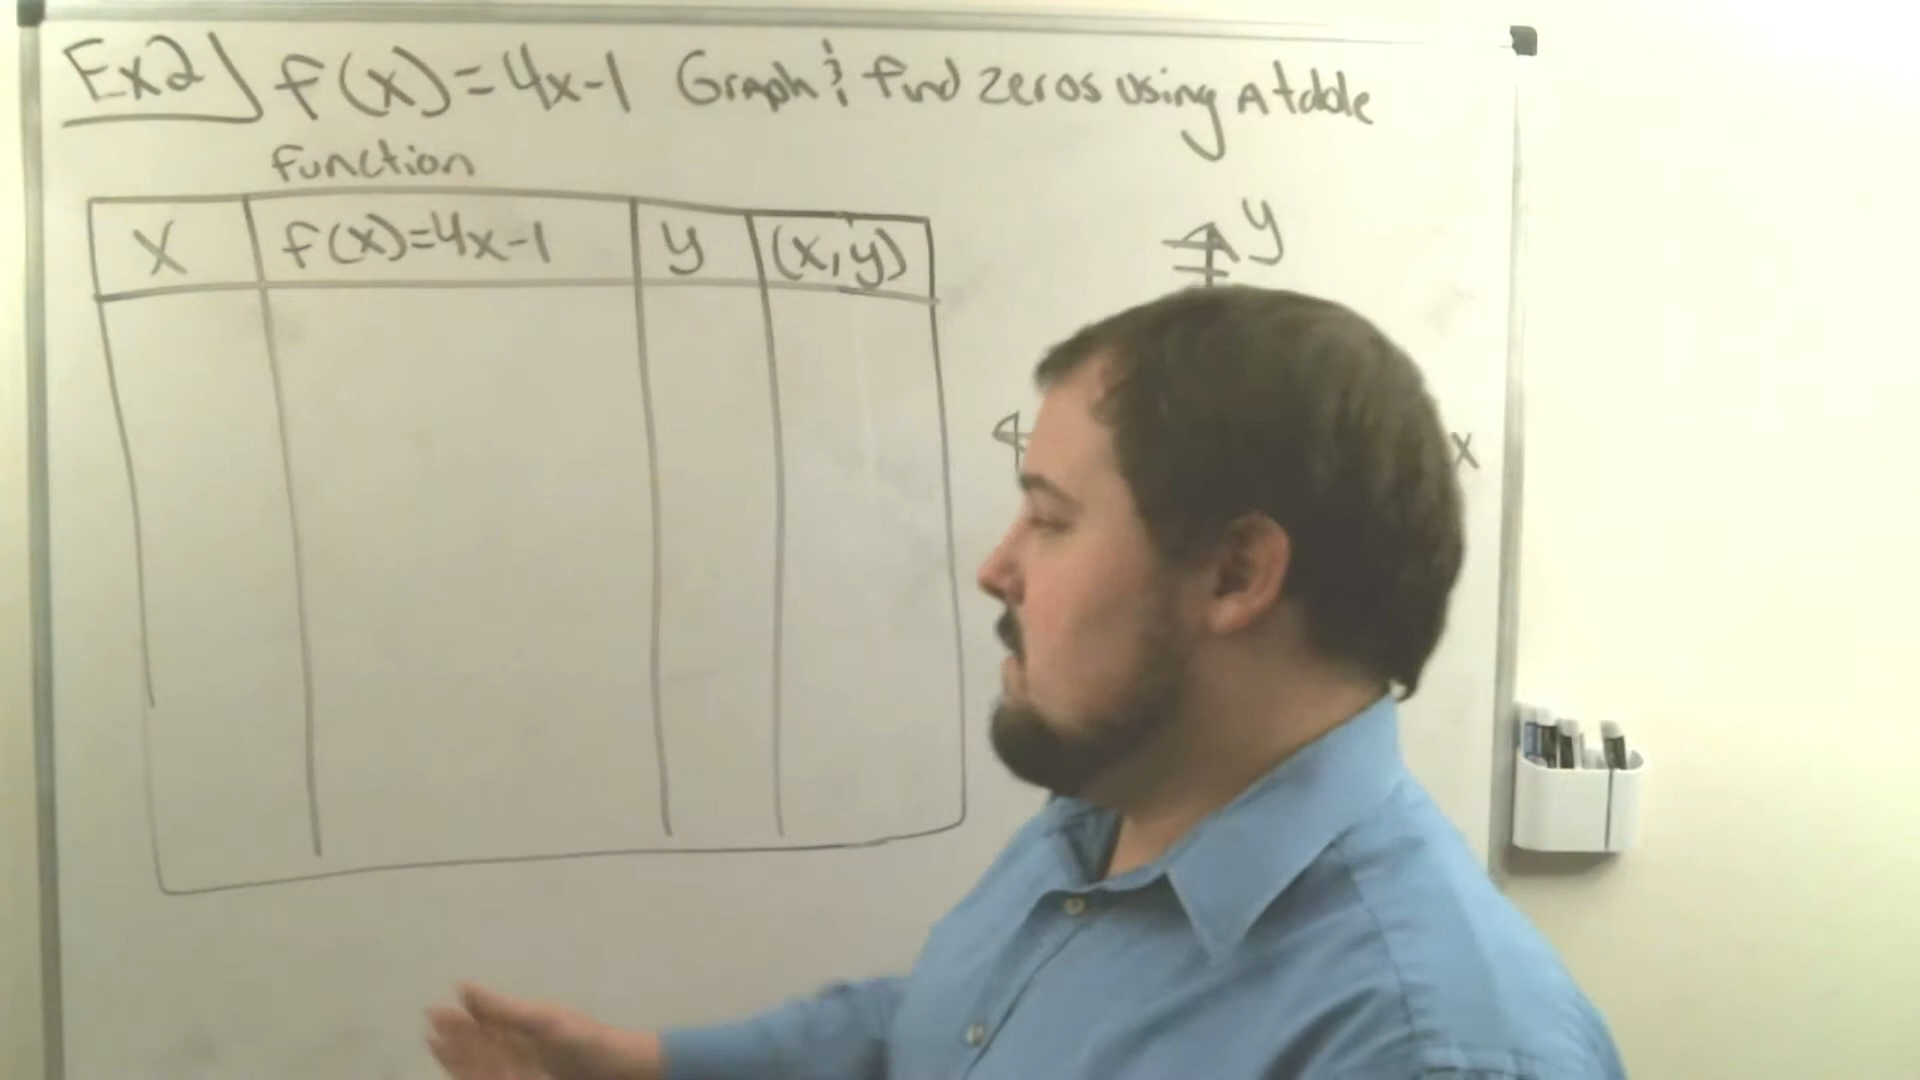 Ex2) f(x)=4x-1 Graph & find zeros using A table
function
x f(x)=4x-1 y (x,y)
y
x